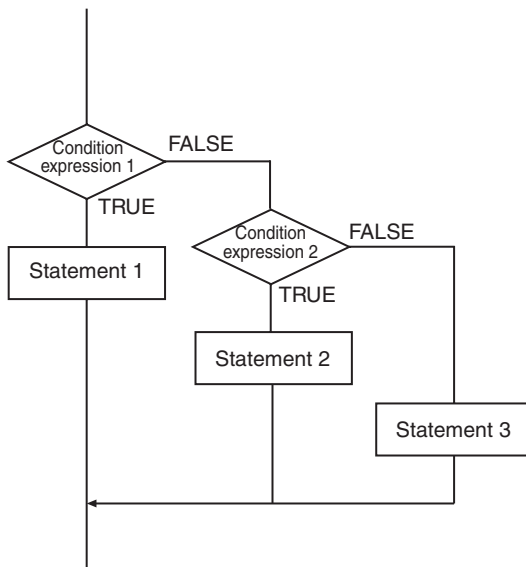 Condition
expression 1
FALSE
TRUE
Statement 1
Condition
expression 2
FALSE
TRUE
Statement 2
Statement 3